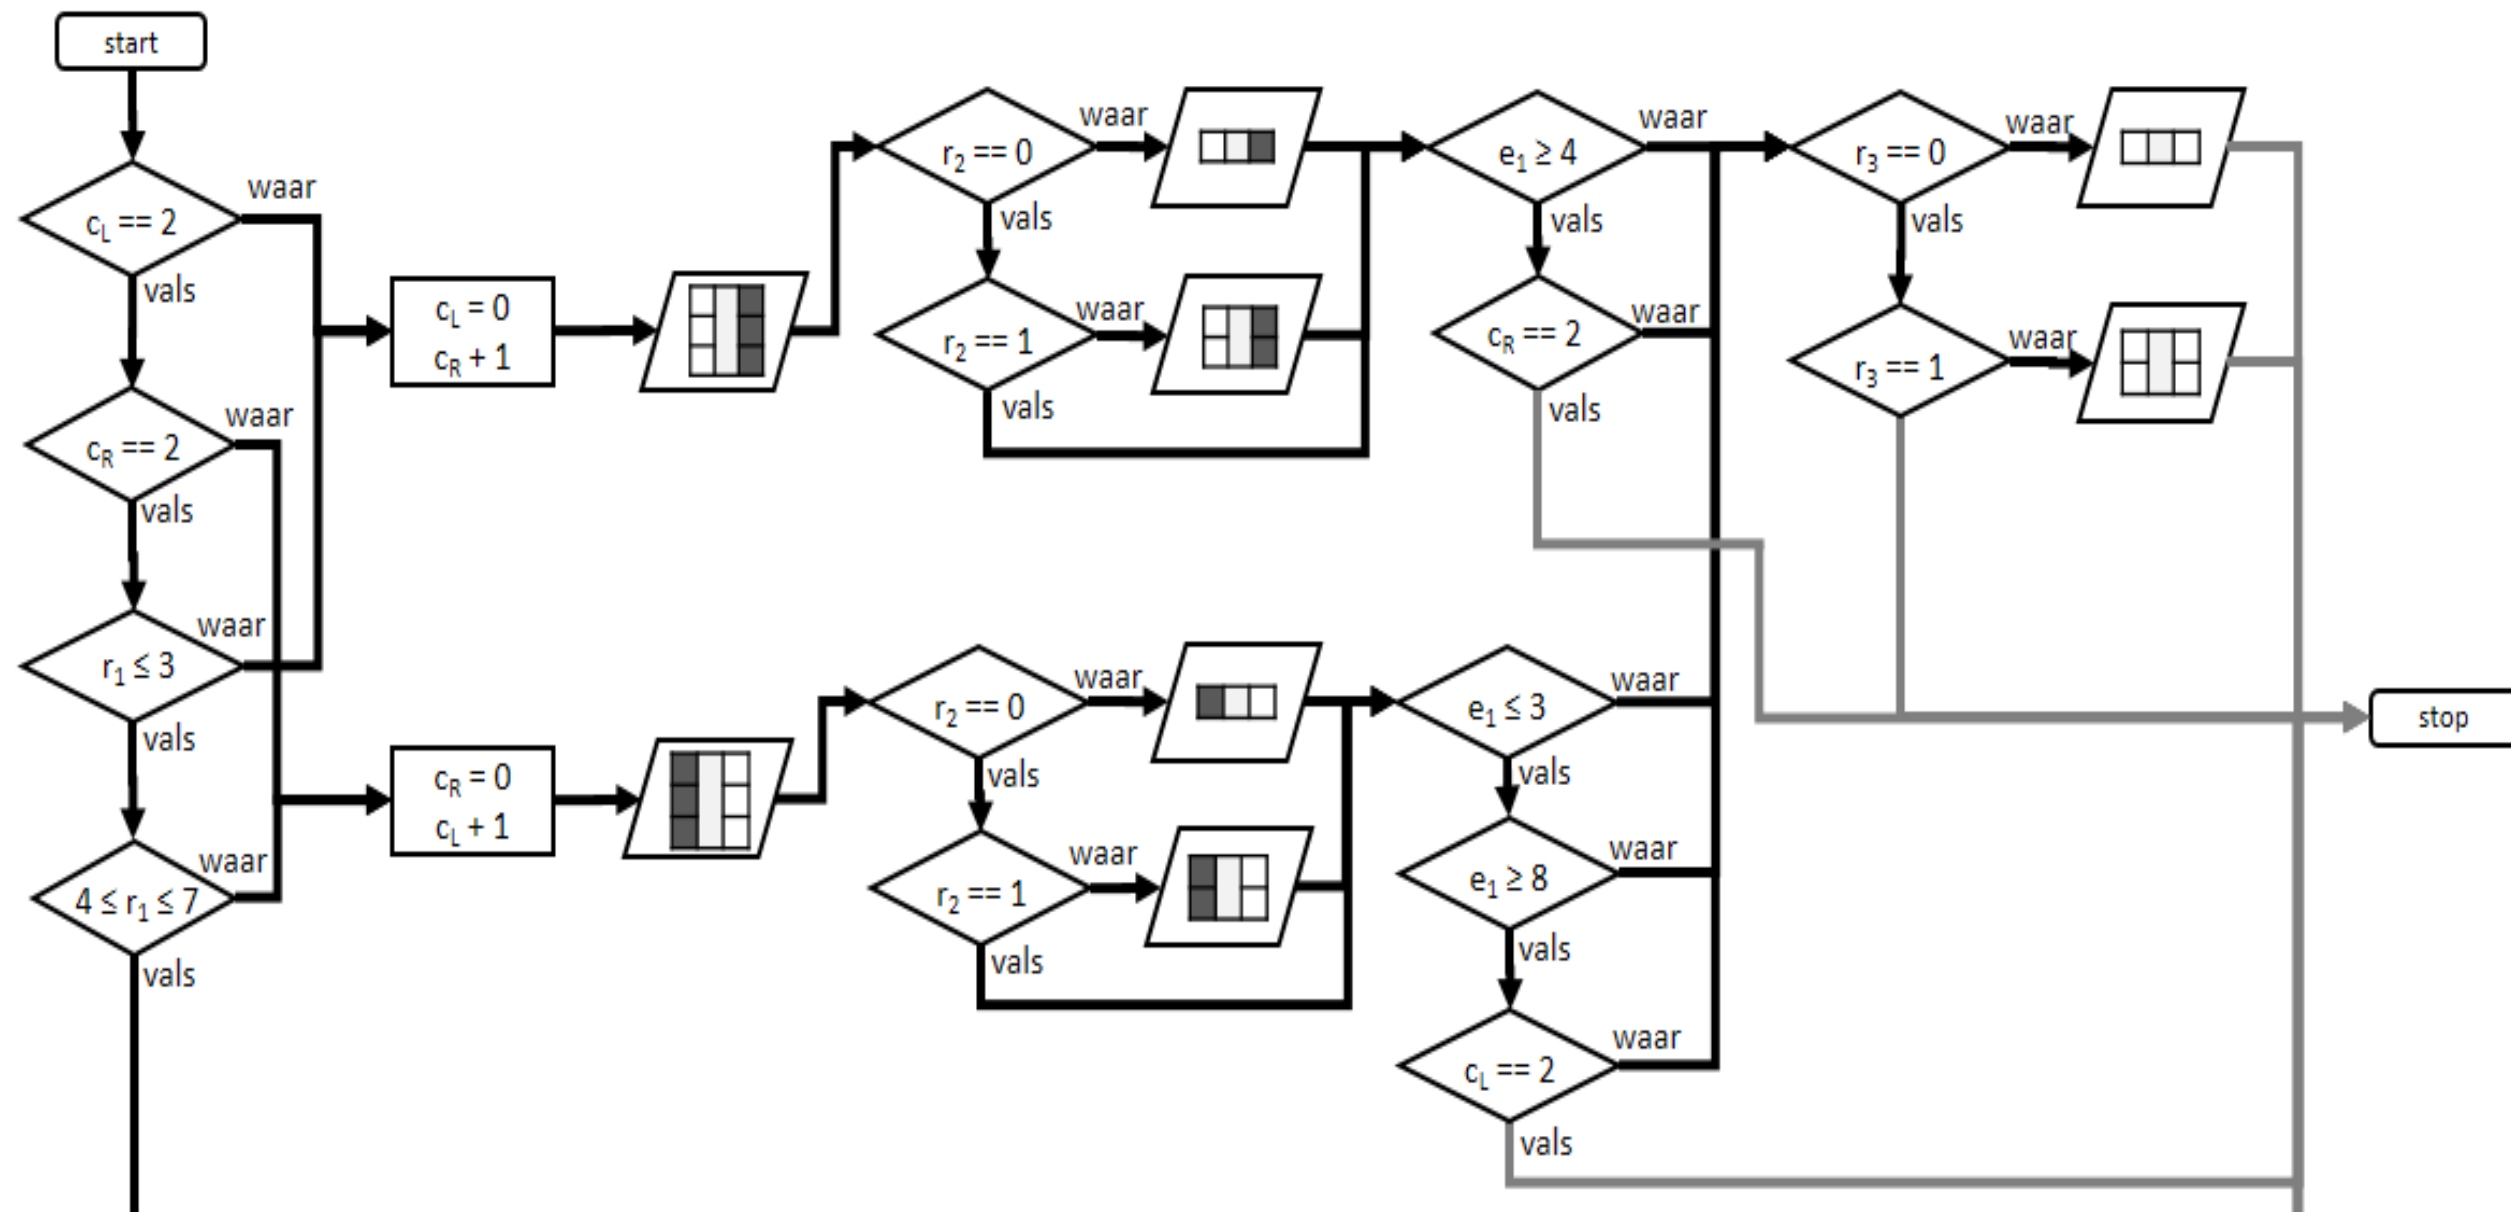 start
c_L == 2
waar
vals
c_R == 2
waar
vals
r_1 ≤ 3
waar
vals
4 ≤ r_1 ≤ 7
waar
vals
c_L = 0
c_R + 1
c_R = 0
c_L + 1
r_2 == 0
waar
vals
r_2 == 1
waar
vals
e_1 ≥ 4
waar
vals
c_R == 2
waar
vals
r_3 == 0
waar
vals
r_3 == 1
waar
r_2 == 0
waar
vals
r_2 == 1
waar
vals
e_1 ≤ 3
waar
vals
e_1 ≥ 8
waar
vals
c_L == 2
waar
vals
stop